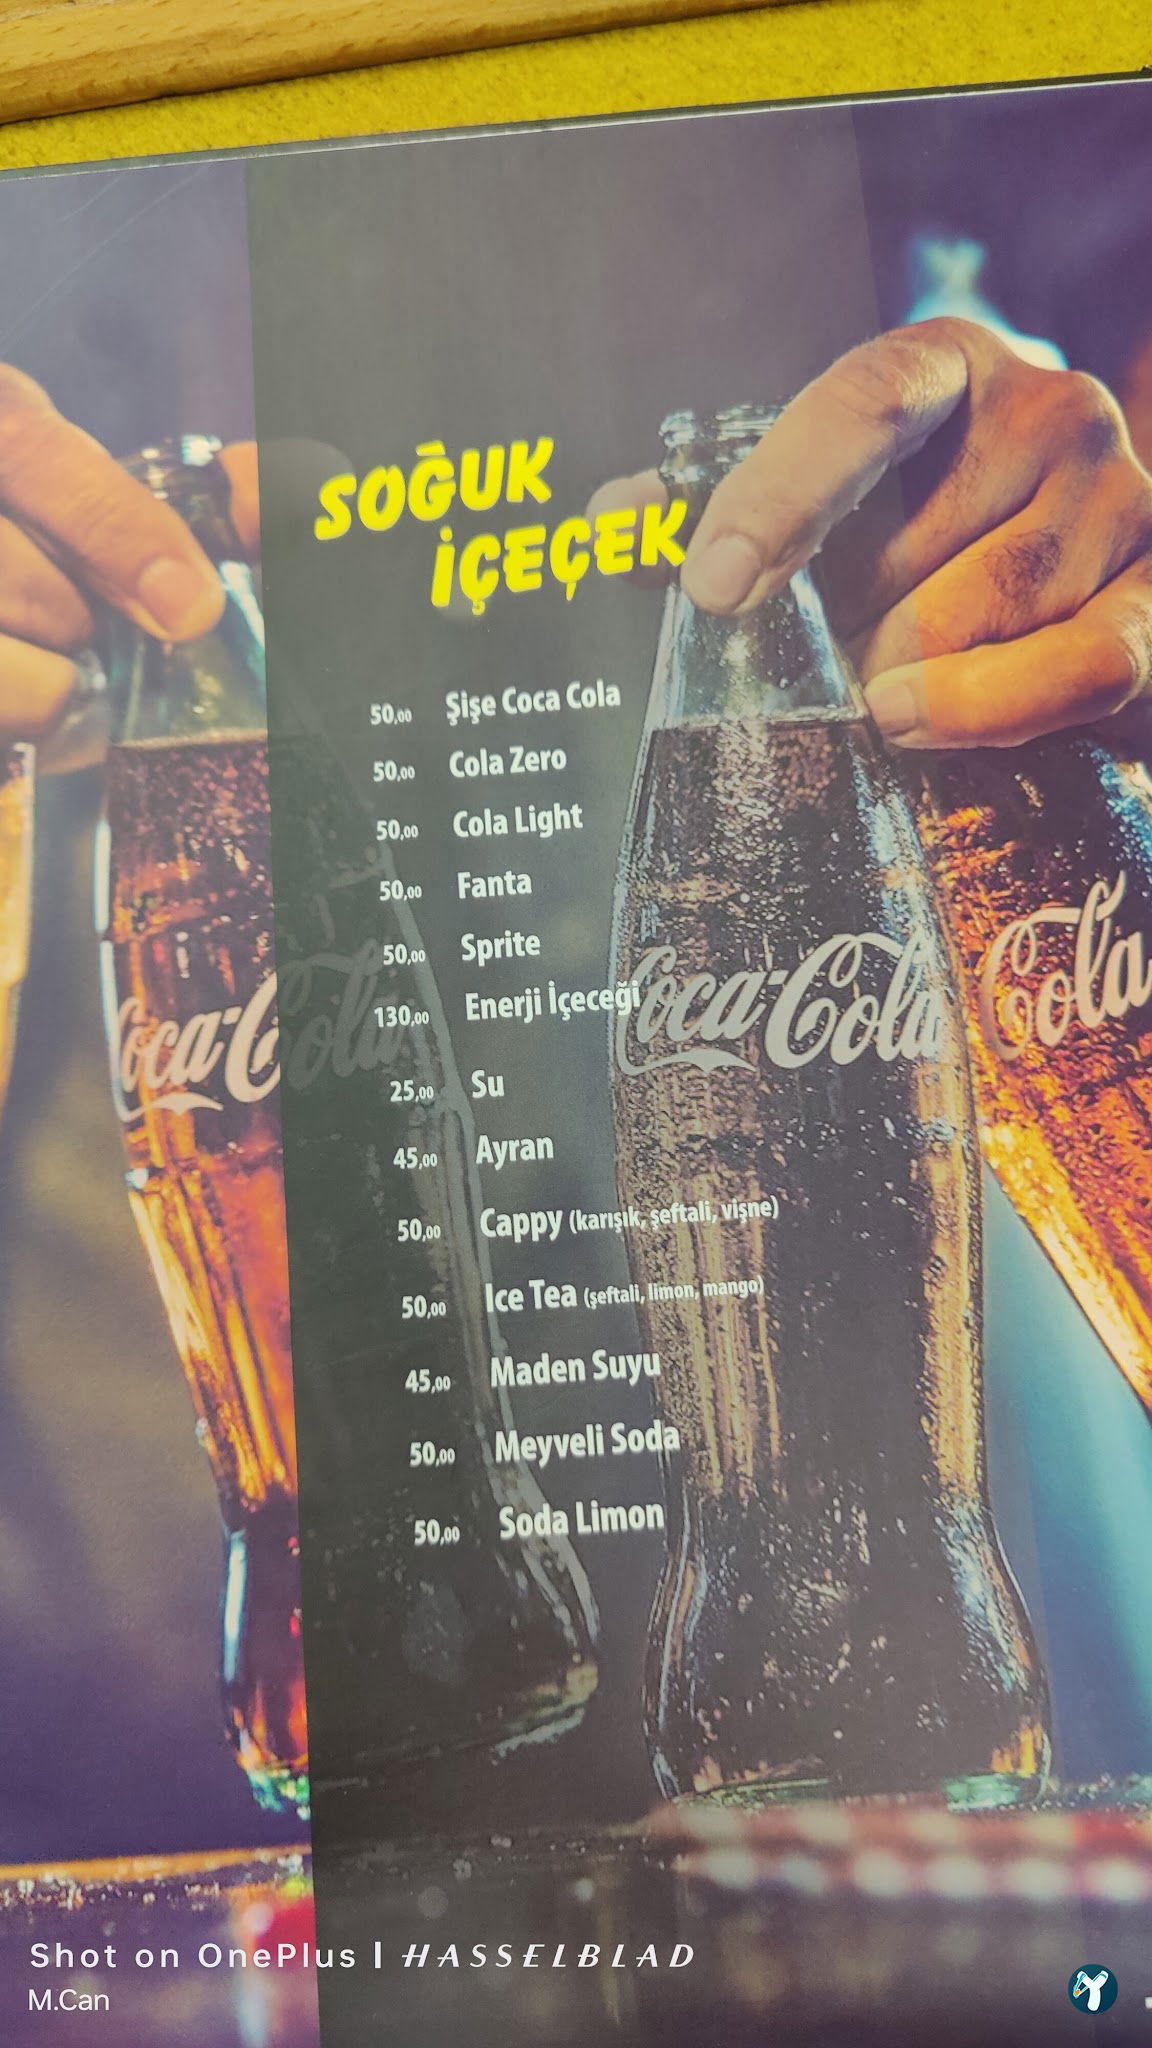 SOĞUK
İÇEÇEK
50,00 Şişe Coca Cola
50,00 Cola Zero
50,00 Cola Light
50,00 Fanta
50,00 Sprite
130,00 Enerji İçeceği
25,00 Su
45,00 Ayran
50,00 Cappy (karışık, şeftali, vişne)
50,00 Ice Tea (şeftali, limon, mango)
45,00 Maden Suyu
50,00 Meyveli Soda
50,00 Soda Limon
Coca-Cola
Coca-Cola
Cola
Shot on OnePlus | HASSELBLAD
M.Can